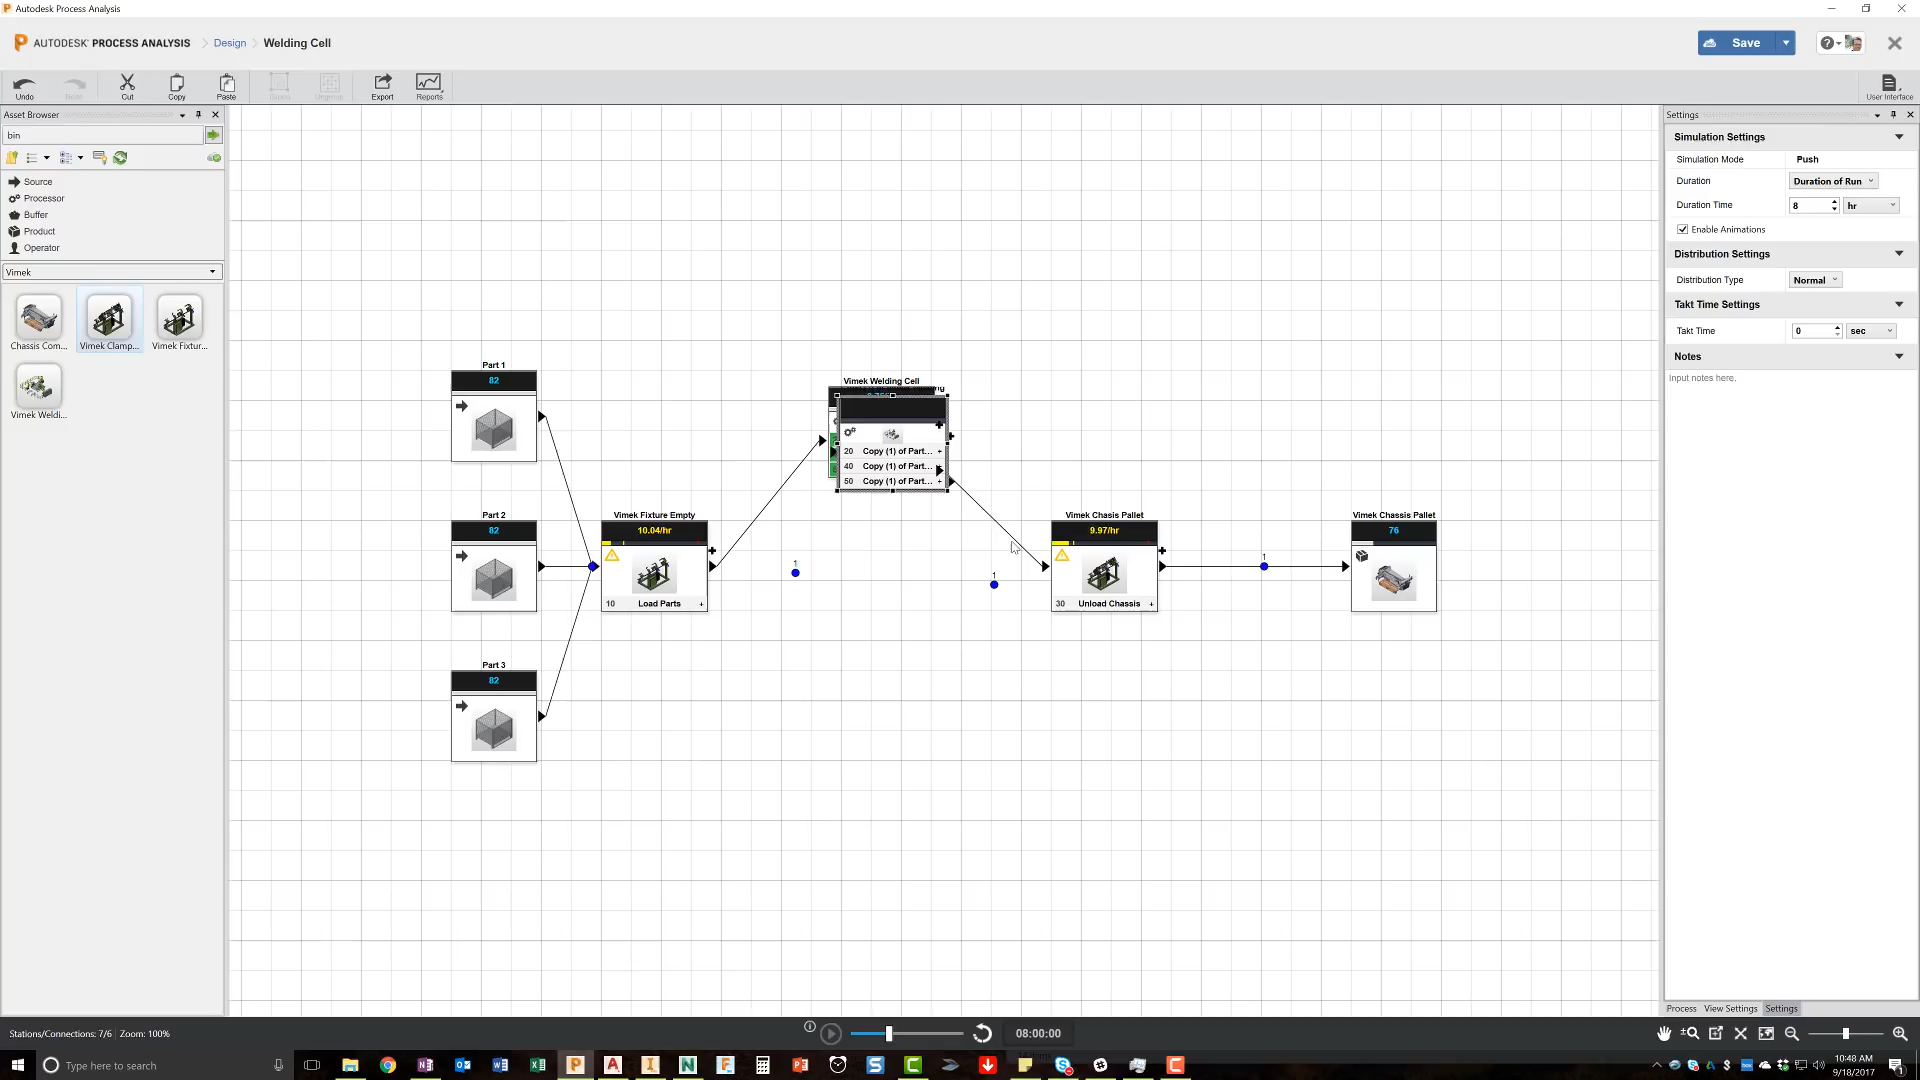 Autodesk Process Analysis
AUTODESK® PROCESS ANALYSIS
Design
Welding Cell
Save
Undo
Cut
Copy
Paste
Export
Reports
User Interface
Asset Browser
bin
Source
Processor
Buffer
Product
Operator
Vimek
Chassis Com...
Vimek Clamp...
Vimek Fixtur...
Vimek Weldi...
Part 1
82
Part 2
82
Part 3
82
Vimek Fixture Empty
10.04/hr
10 Load Parts +
Vimek Welding Cell
20 Copy (1) of Part... +
40 Copy (1) of Part...
50 Copy (1) of Part... +
1
1
Vimek Chasis Pallet
9.97/hr
30 Unload Chassis +
1
Vimek Chassis Pallet
76
Settings
Simulation Settings
Simulation Mode Push
Duration Duration of Run
Duration Time 8 hr
Enable Animations
Distribution Settings
Distribution Type Normal
Takt Time Settings
Takt Time 0 sec
Notes
Input notes here.
Process View Settings Settings
Stations/Connections: 7/6 Zoom: 100%
08:00:00
Type here to search
10:48 AM
9/18/2017